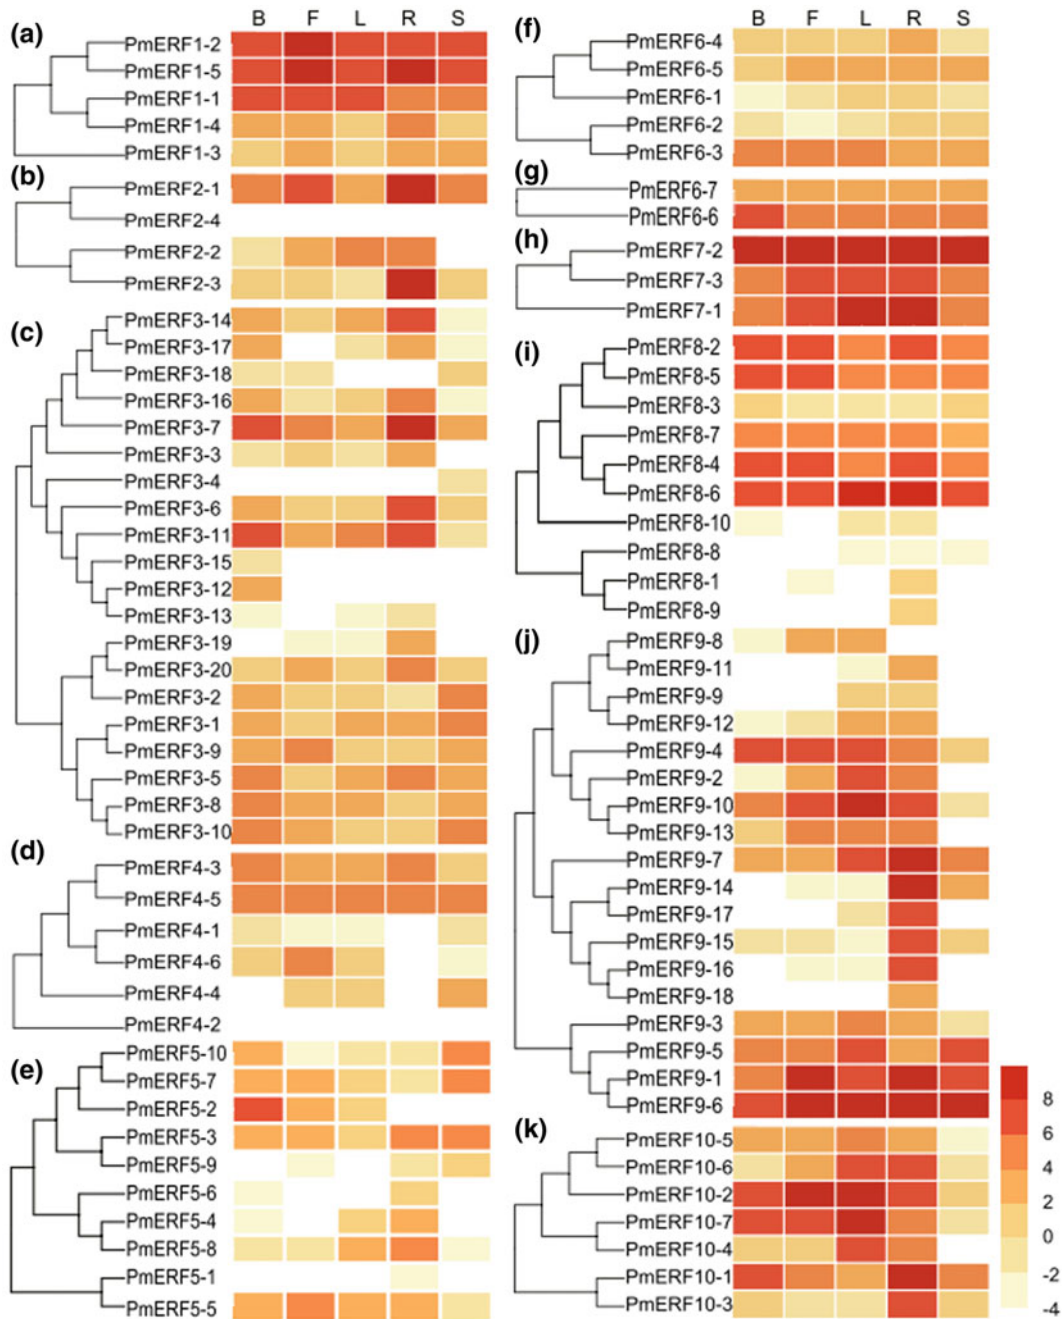 B F L R S
(a)
PmERF1-2
PmERF1-5
PmERF1-1
PmERF1-4
PmERF1-3
(b)
PmERF2-1
PmERF2-4
PmERF2-2
PmERF2-3
(c)
PmERF3-14
PmERF3-17
PmERF3-18
PmERF3-16
PmERF3-7
PmERF3-3
PmERF3-4
PmERF3-6
PmERF3-11
PmERF3-15
PmERF3-12
PmERF3-13
PmERF3-19
PmERF3-20
PmERF3-2
PmERF3-1
PmERF3-9
PmERF3-5
PmERF3-8
PmERF3-10
(d)
PmERF4-3
PmERF4-5
PmERF4-1
PmERF4-6
PmERF4-4
PmERF4-2
(e)
PmERF5-10
PmERF5-7
PmERF5-2
PmERF5-3
PmERF5-9
PmERF5-6
PmERF5-4
PmERF5-8
PmERF5-1
PmERF5-5
B F L R S
(f)
PmERF6-4
PmERF6-5
PmERF6-1
PmERF6-2
PmERF6-3
(g)
PmERF6-7
PmERF6-6
(h)
PmERF7-2
PmERF7-3
PmERF7-1
(i)
PmERF8-2
PmERF8-5
PmERF8-3
PmERF8-7
PmERF8-4
PmERF8-6
PmERF8-10
PmERF8-8
PmERF8-1
PmERF8-9
(j)
PmERF9-8
PmERF9-11
PmERF9-9
PmERF9-12
PmERF9-4
PmERF9-2
PmERF9-10
PmERF9-13
PmERF9-7
PmERF9-14
PmERF9-17
PmERF9-15
PmERF9-16
PmERF9-18
PmERF9-3
PmERF9-5
PmERF9-1
PmERF9-6
(k)
PmERF10-5
PmERF10-6
PmERF10-2
PmERF10-7
PmERF10-4
PmERF10-1
PmERF10-3
8
6
4
2
0
-2
-4